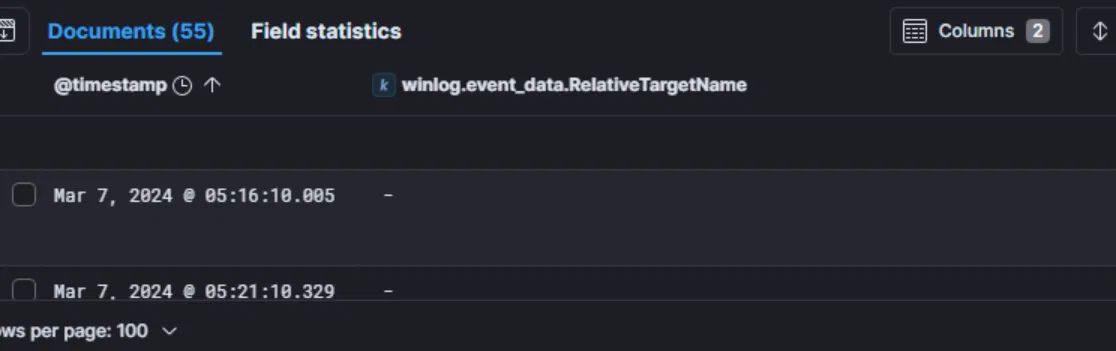 Documents (55) Field statistics Columns 2
@timestamp k winlog.event_data.RelativeTargetName
Mar 7, 2024 @ 05:16:10.005 -
Mar 7, 2024 @ 05:21:10.329 -
ows per page: 100